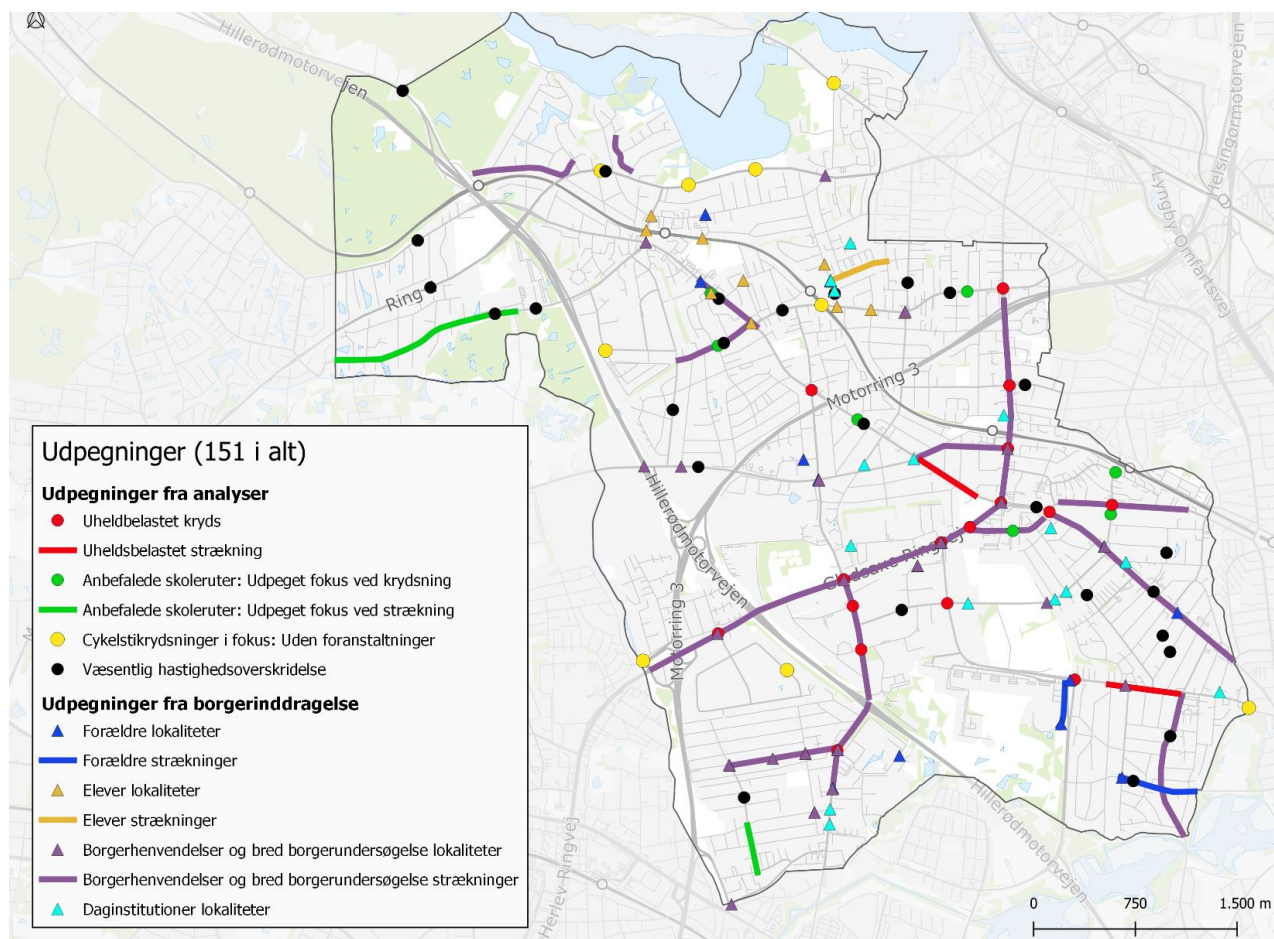 Hillerødmotorvejen
Helsingørmotorvejen
Lyngby Omfartsvej
Ring
Motorring 3
Udpegninger (151 i alt)
Udpegninger fra analyser
Uheldbelastet kryds
Uheldsbelastet strækning
Anbefalede skoleruter: Udpeget fokus ved krydsning
Anbefalede skoleruter: Udpeget fokus ved strækning
Cykelstikrydsninger i fokus: Uden foranstaltninger
Væsentlig hastighedsoverskridelse
Udpegninger fra borgerinddragelse
Forældre lokaliteter
Forældre strækninger
Elever lokaliteter
Elever strækninger
Borgerhenvendelser og bred borgerundersøgelse lokaliteter
Borgerhenvendelser og bred borgerundersøgelse strækninger
Daginstitutioner lokaliteter
Hillerødmotorvejen
Motorring 3
Hillerødmotorvejen
Herlev Ringvej
0 750 1.500 m